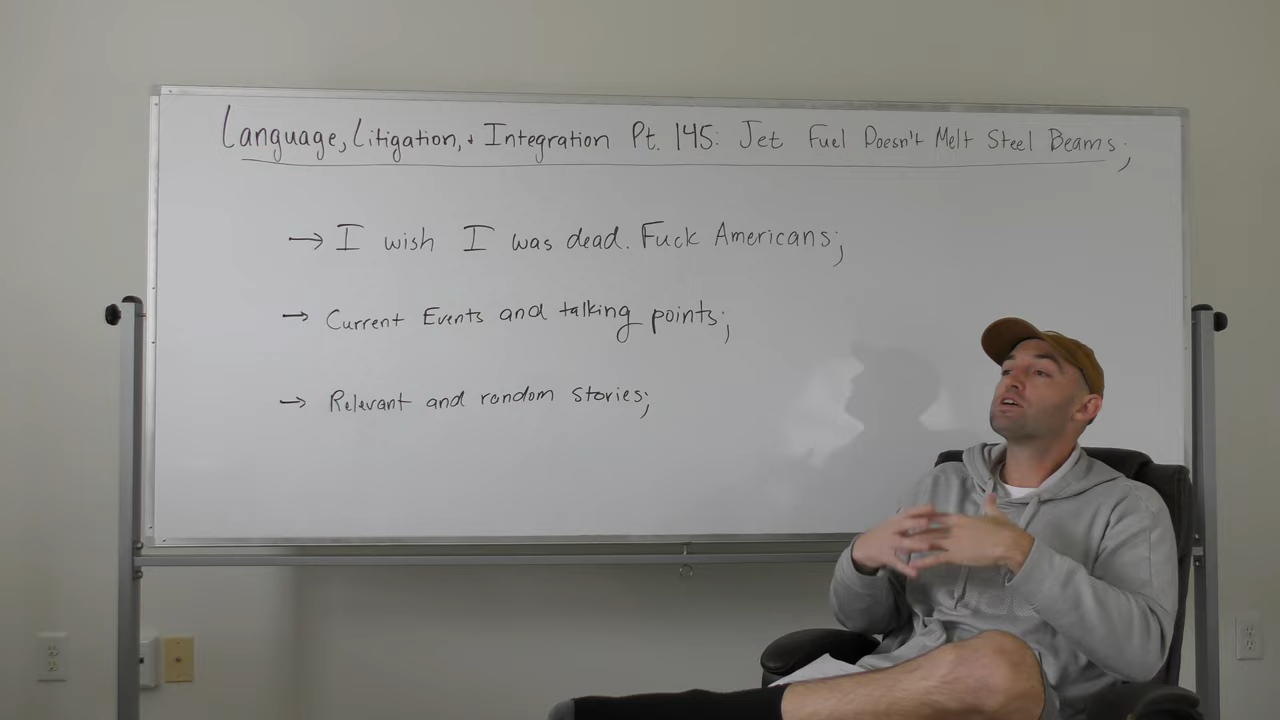 Language, Litigation, + Integration Pt. 145: Jet Fuel Doesn't Melt Steel Beams;
→ I wish I was dead. Fuck Americans;
→ Current Events and talking points;
→ Relevant and random stories;